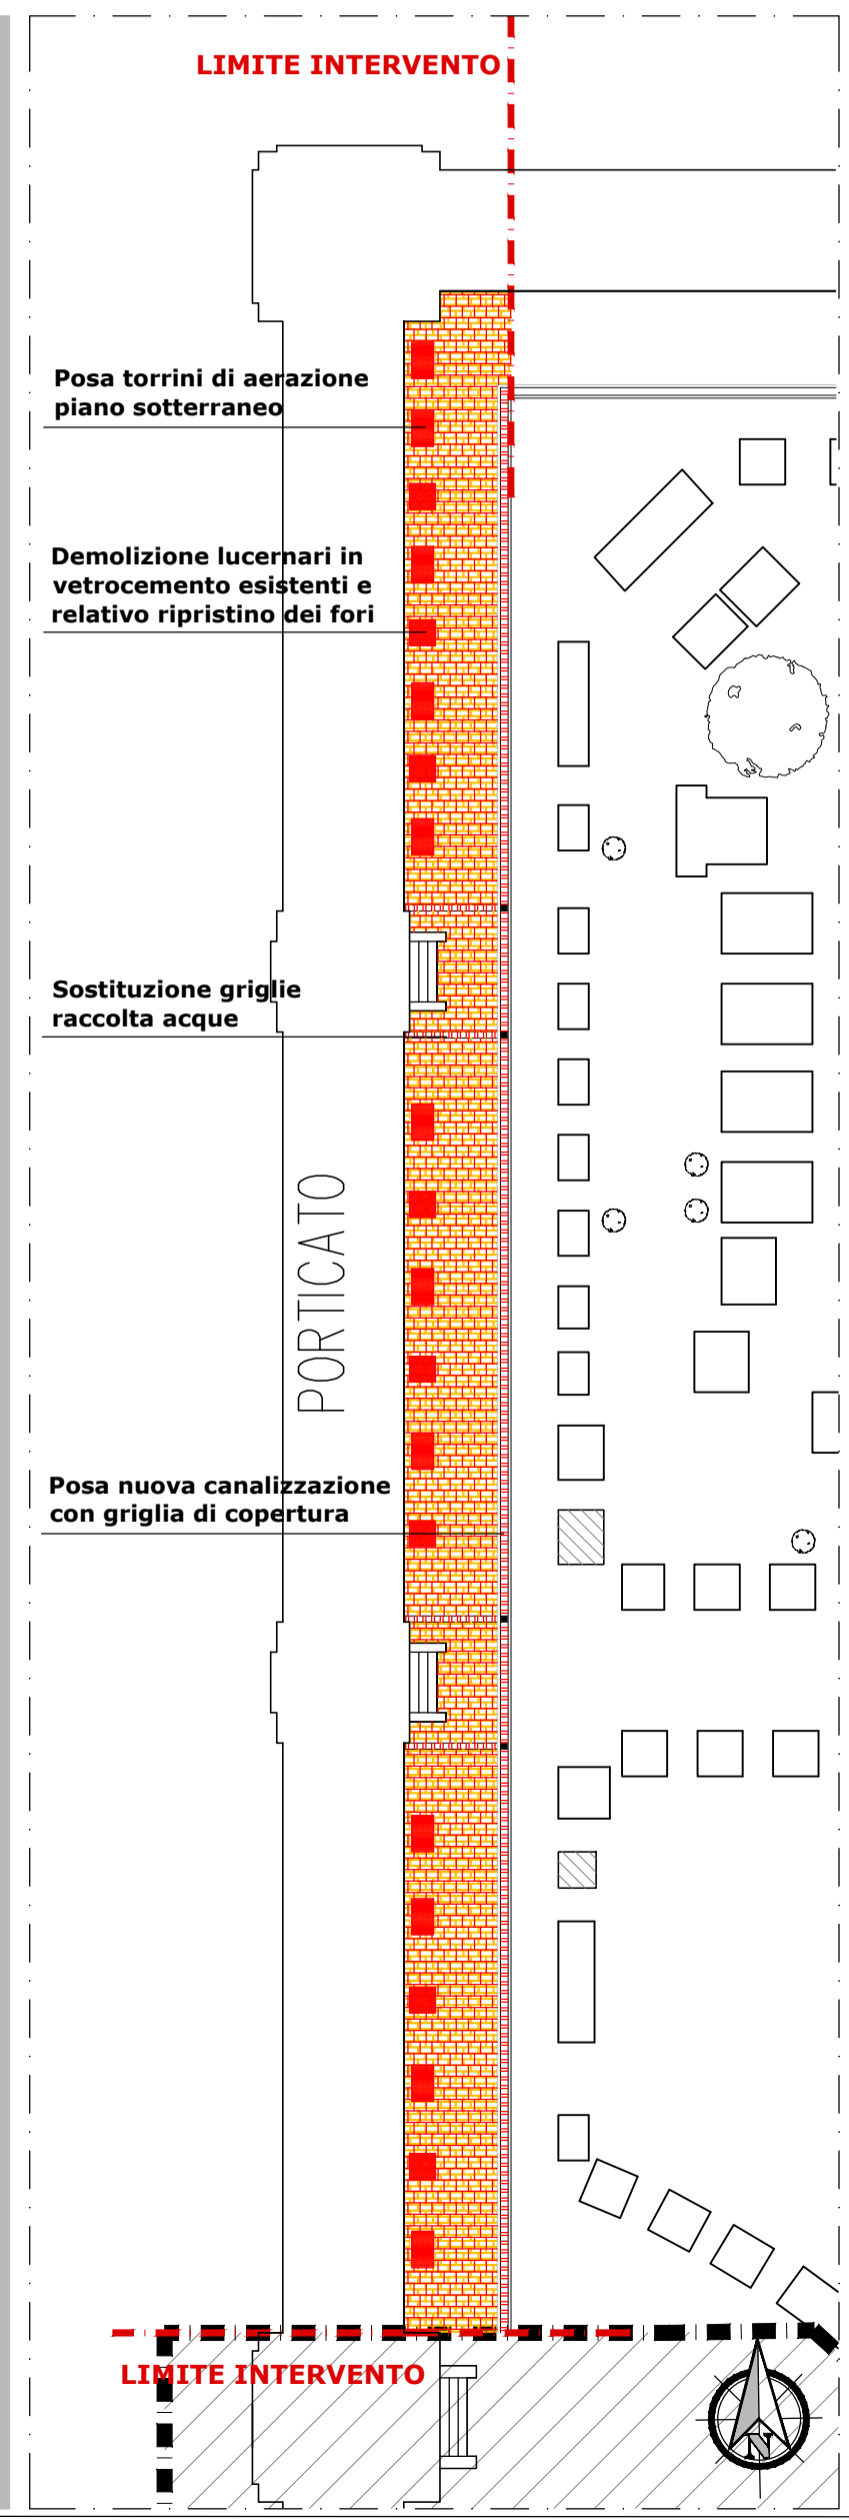 LIMITE INTERVENTO
Posa torrini di aerazione
piano sotterraneo
Demolizione lucernari in
vetrocemento esistenti e
relativo ripristino dei fori
Sostituzione griglie
raccolta acque
PORTICATO
Posa nuova canalizzazione
con griglia di copertura
LIMITE INTERVENTO
N